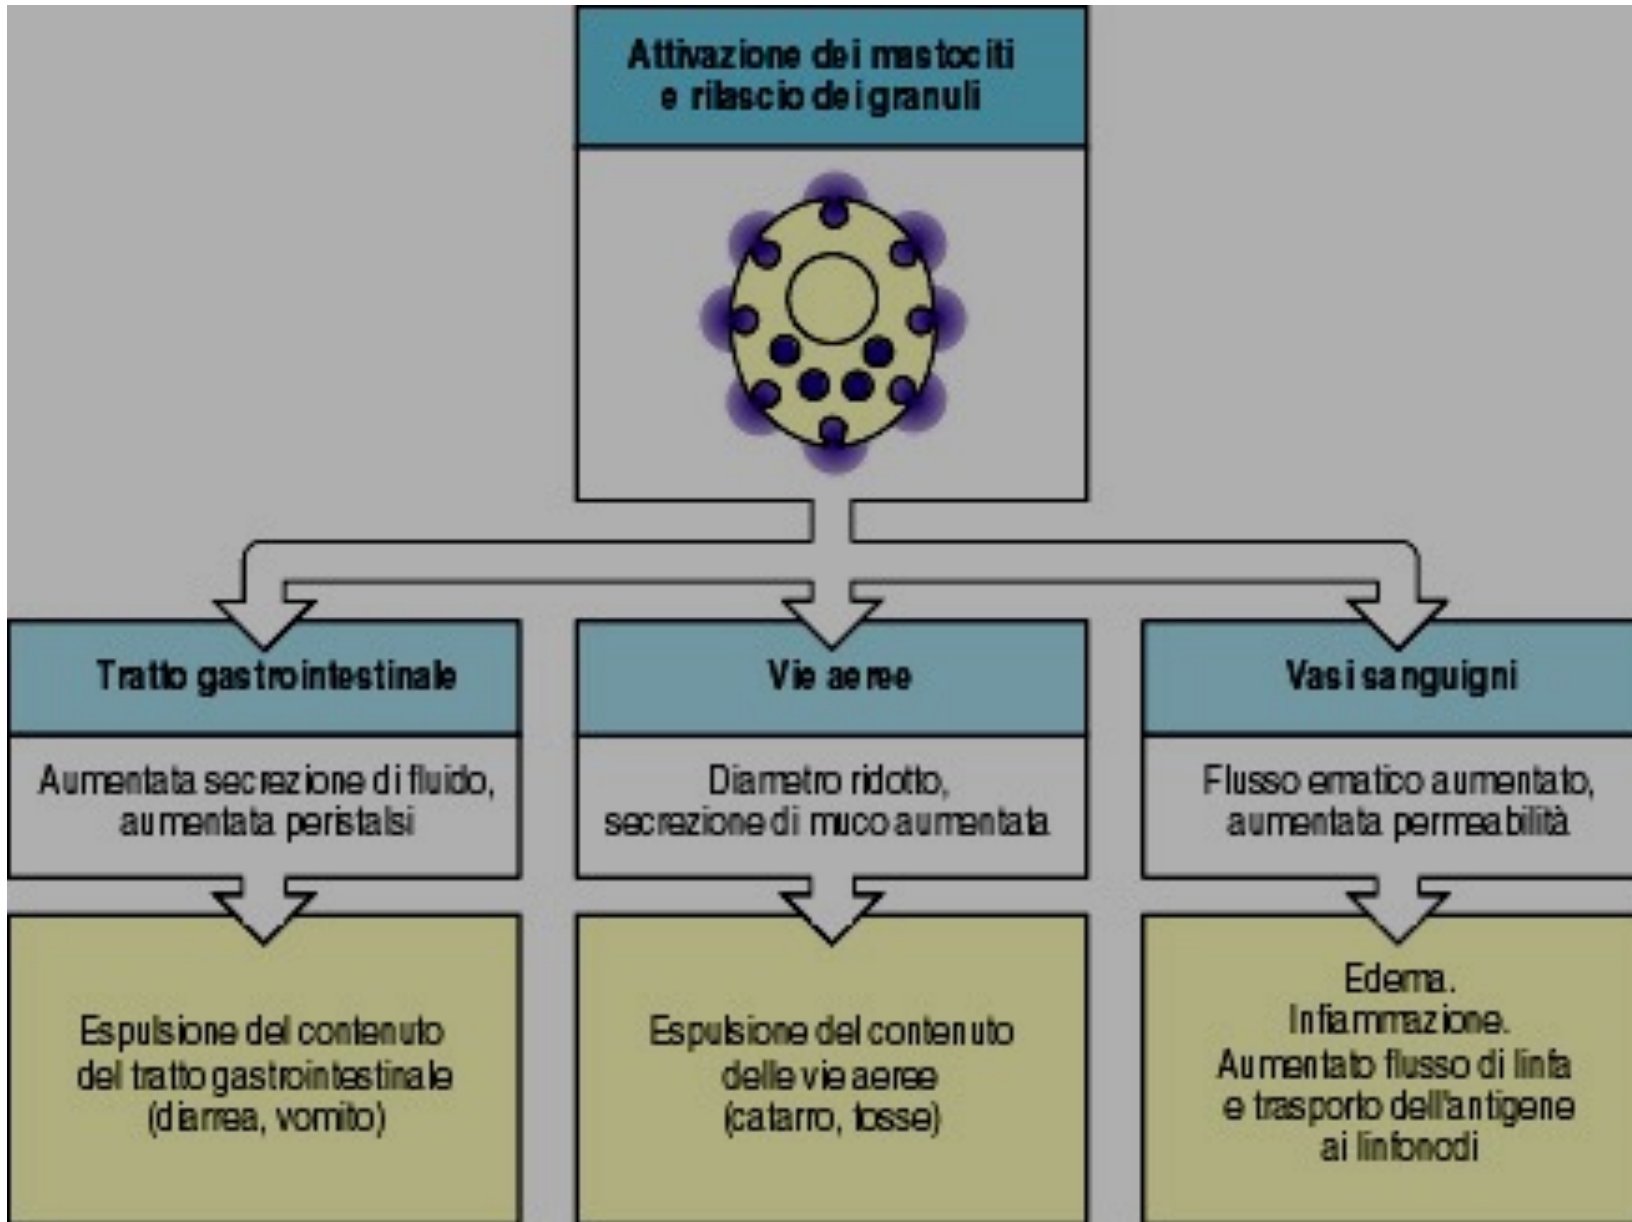 Attivazione dei mastociti
e rilascio dei granuli
Tratto gastrointestinale
Aumentata secrezione di fluido,
aumentata peristalsi
Espulsione del contenuto
del tratto gastrointestinale
(diarrea, vomito)
Vie aeree
Diametro ridotto,
secrezione di muco aumentata
Espulsione del contenuto
delle vie aeree
(catarro, tosse)
Vasi sanguigni
Flusso ematico aumentato,
aumentata permeabilità
Edema.
Infiammazione.
Aumentato flusso di linfa
e trasporto dell'antigene
ai linfonodi